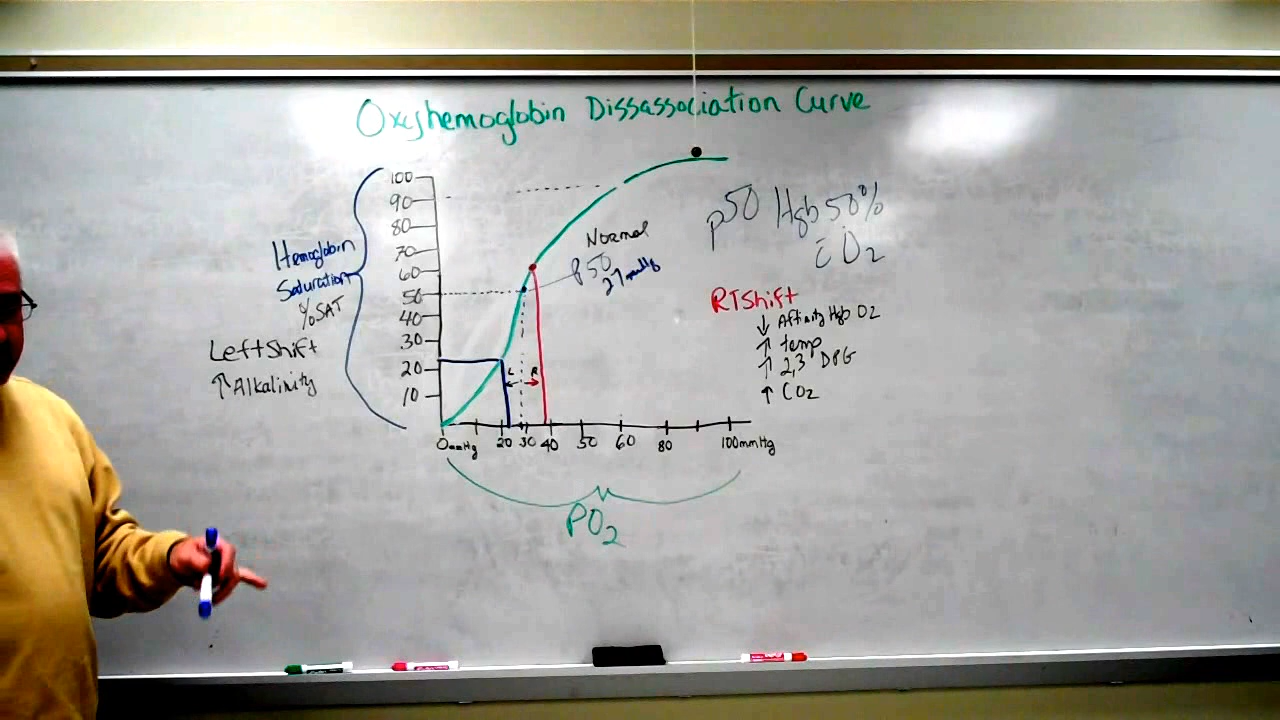 Oxyhemoglobin Dissassociation Curve
100
90
80
70
60
50
40
30
20
10
Hemoglobin
Saturation
% SAT
Left Shift
↑ Alkalinity
Normal
P50
27 mmHg
L R
0mmHg 20 30 40 50 60 80 100mmHg
PO2
p50 Hgb 50%
c̄ O2
RT Shift
↓ Affinity Hgb O2
↑ temp
↑ 2,3 DPG
↑ CO2